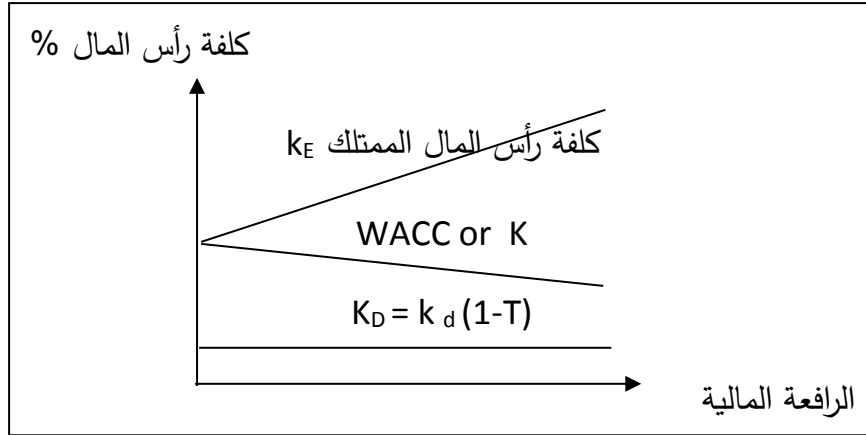 كلفة رأس المال %
كلفة رأس المال الممتلك kE
WACC or K
KD = k d (1-T)
الرافعة المالية